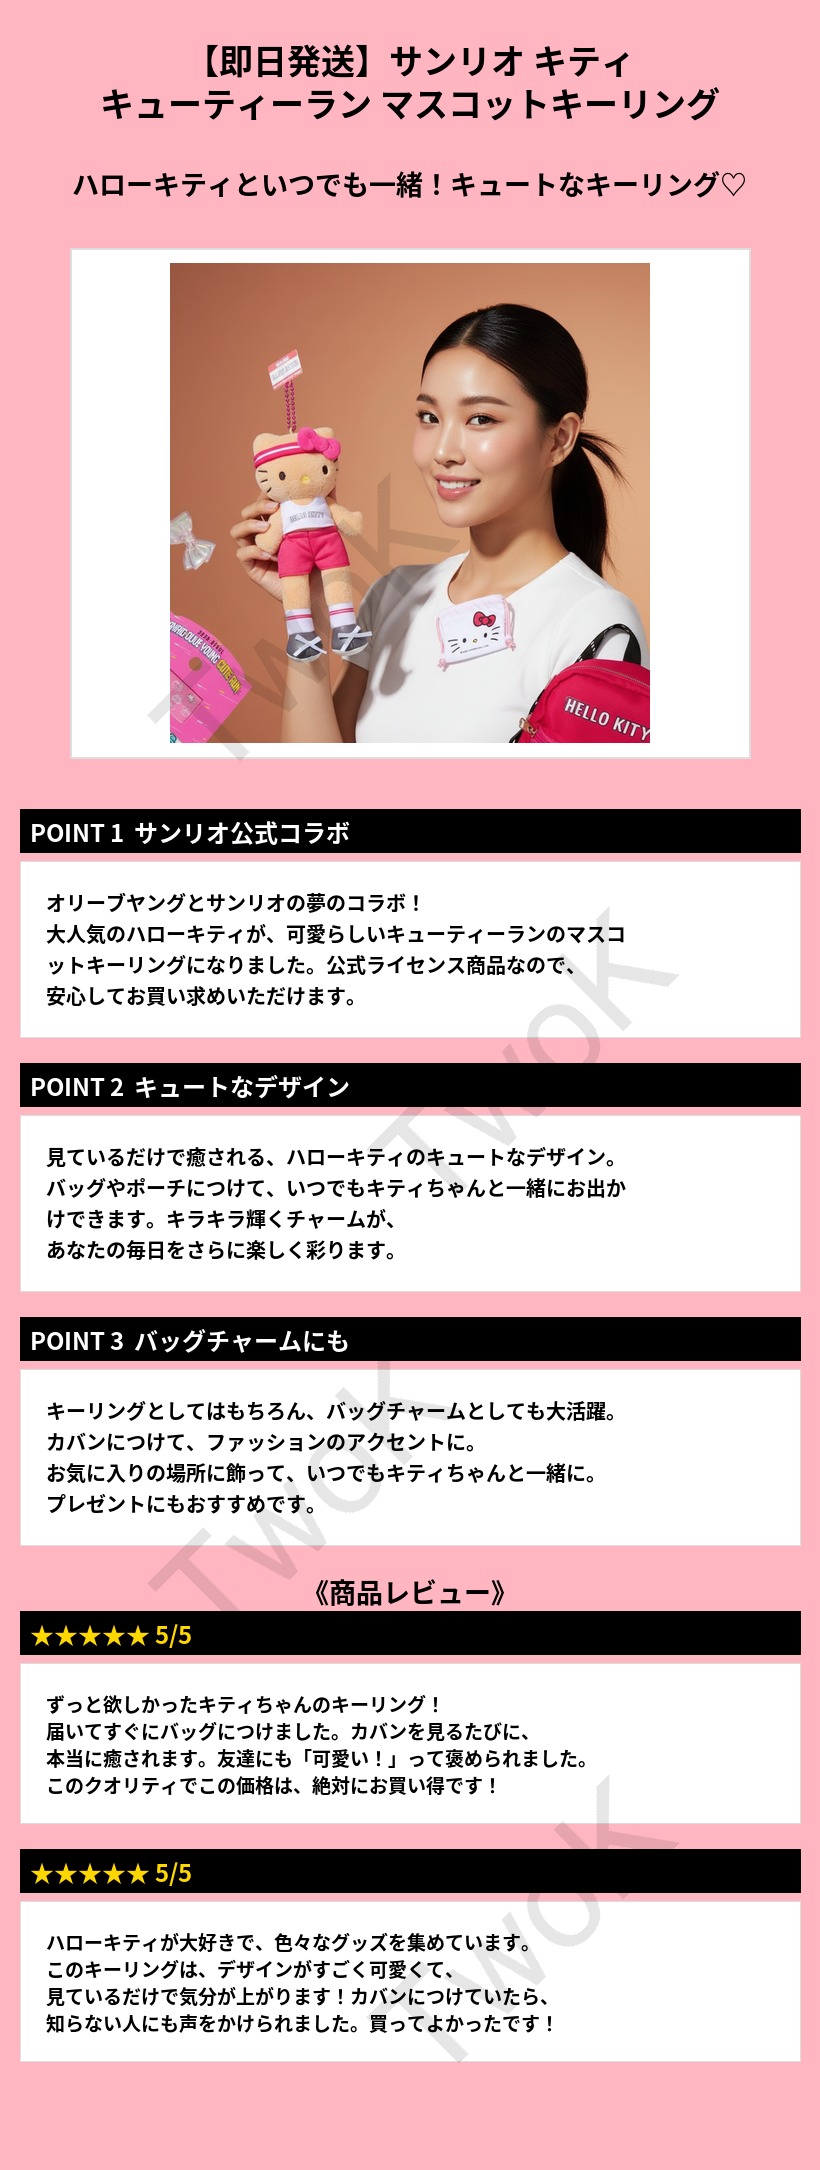 【即日発送】サンリオ キティ
キューティーラン マスコットキーリング
ハローキティといつでも一緒！キュートなキーリング♡
HELLO KITTY
HELLO KITY
TwoK
POINT 1 サンリオ公式コラボ
オリーブヤングとサンリオの夢のコラボ！
大人気のハローキティが、可愛らしいキューティーランのマスコ
ットキーリングになりました。公式ライセンス商品なので、
安心してお買い求めいただけます。
TwoK
POINT 2 キュートなデザイン
見ているだけで癒される、ハローキティのキュートなデザイン。
バッグやポーチにつけて、いつでもキティちゃんと一緒にお出か
けできます。キラキラ輝くチャームが、
あなたの毎日をさらに楽しく彩ります。
POINT 3 バッグチャームにも
キーリングとしてはもちろん、バッグチャームとしても大活躍。
カバンにつけて、ファッションのアクセントに。
お気に入りの場所に飾って、いつでもキティちゃんと一緒に。
プレゼントにもおすすめです。
TwoK
《商品レビュー》
★★★★★ 5/5
ずっと欲しかったキティちゃんのキーリング！
届いてすぐにバッグにつけました。カバンを見るたびに、
本当に癒されます。友達にも「可愛い！」って褒められました。
このクオリティでこの価格は、絶対にお買い得です！
★★★★★ 5/5
ハローキティが大好きで、色々なグッズを集めています。
このキーリングは、デザインがすごく可愛くて、
見ているだけで気分が上がります！カバンにつけていたら、
知らない人にも声をかけられました。買ってよかったです！
TwoK